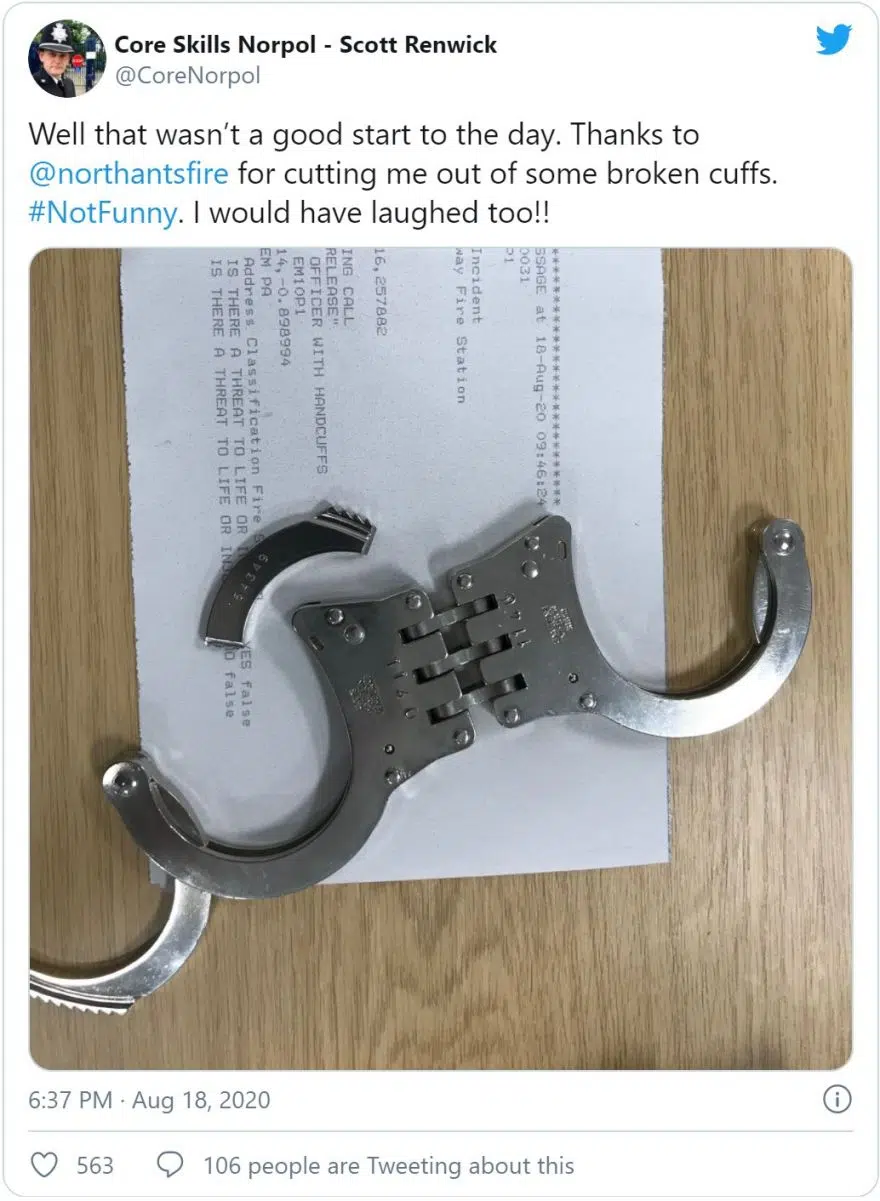 Core Skills Norpol - Scott Renwick
@CoreNorpol
Well that wasn’t a good start to the day. Thanks to
@northantsfire for cutting me out of some broken cuffs.
#NotFunny. I would have laughed too!!
****************************
SSAGE at 18-Aug-20 09:46:24
0031
P1
Incident
way Fire Station
16,257882
ING CALL
RELEASE"
OFFICER WITH HANDCUFFS
EM10P1
14,-0.898994
EM PA
Address Classification Fire S
IS THERE A THREAT TO LIFE OR I YES false
IS THERE A THREAT TO LIFE OR IN false
54349
6:37 PM · Aug 18, 2020
563
106 people are Tweeting about this